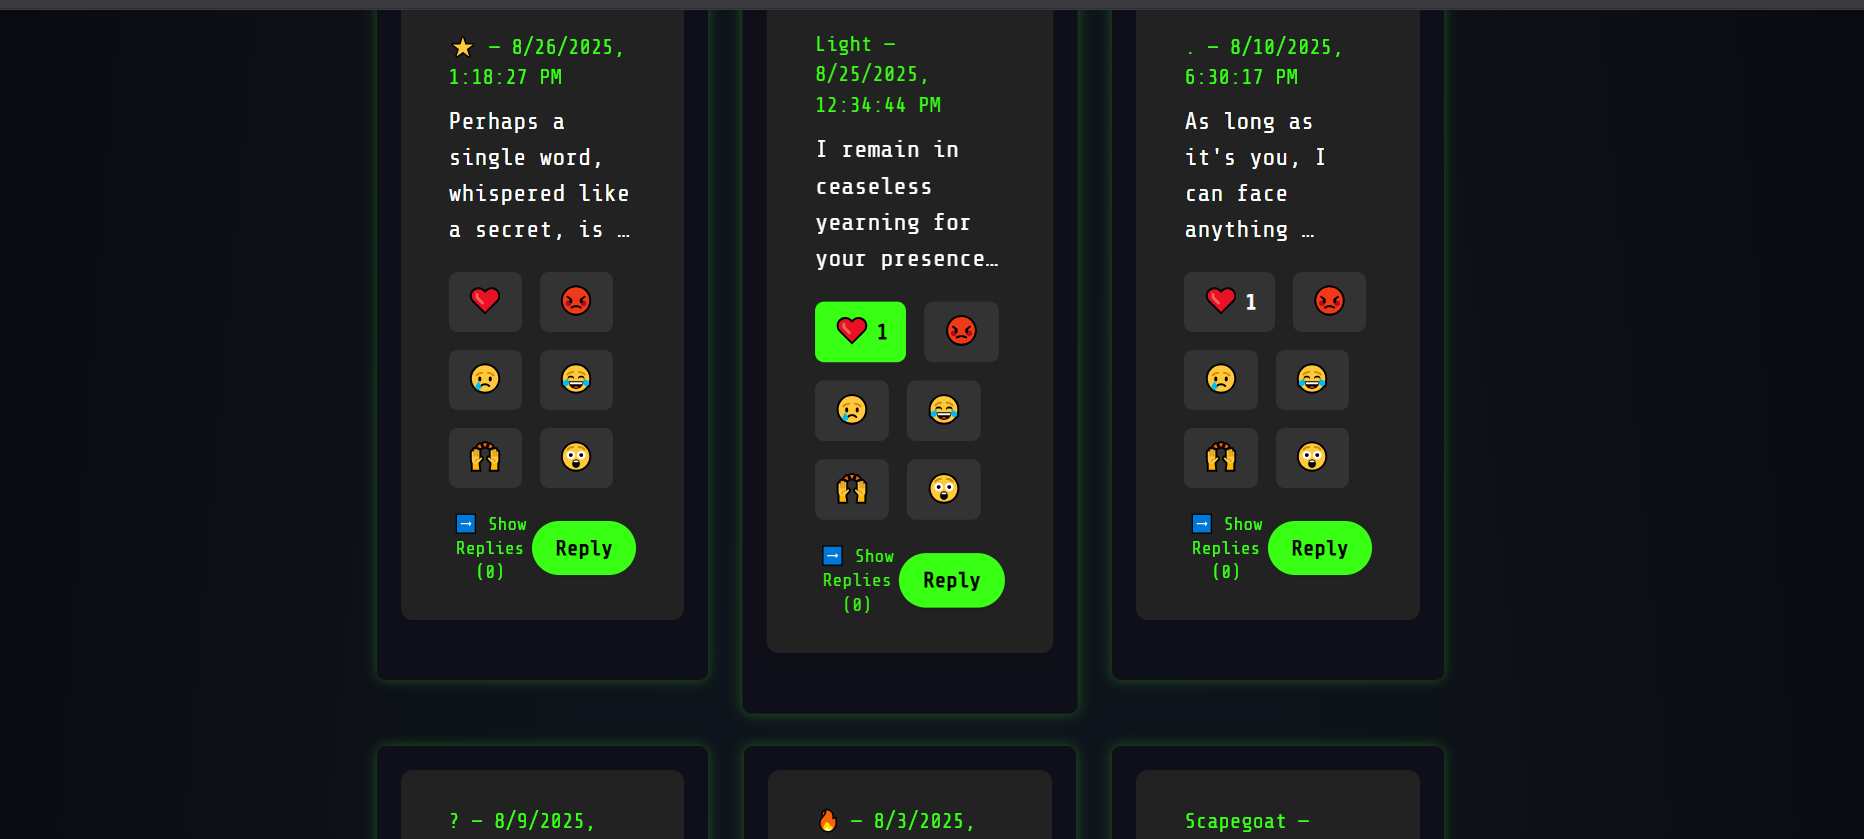 ⭐ – 8/26/2025,
1:18:27 PM
Perhaps a
single word,
whispered like
a secret, is …
❤️
😡
😢
😂
🙌
😲
➡️ Show
Replies
(0)
Reply
Light –
8/25/2025,
12:34:44 PM
I remain in
ceaseless
yearning for
your presence…
❤️ 1
😡
😢
😂
🙌
😲
➡️ Show
Replies
(0)
Reply
. – 8/10/2025,
6:30:17 PM
As long as
it's you, I
can face
anything …
❤️ 1
😡
😢
😂
🙌
😲
➡️ Show
Replies
(0)
Reply
? – 8/9/2025,
🔥 – 8/3/2025,
Scapegoat –